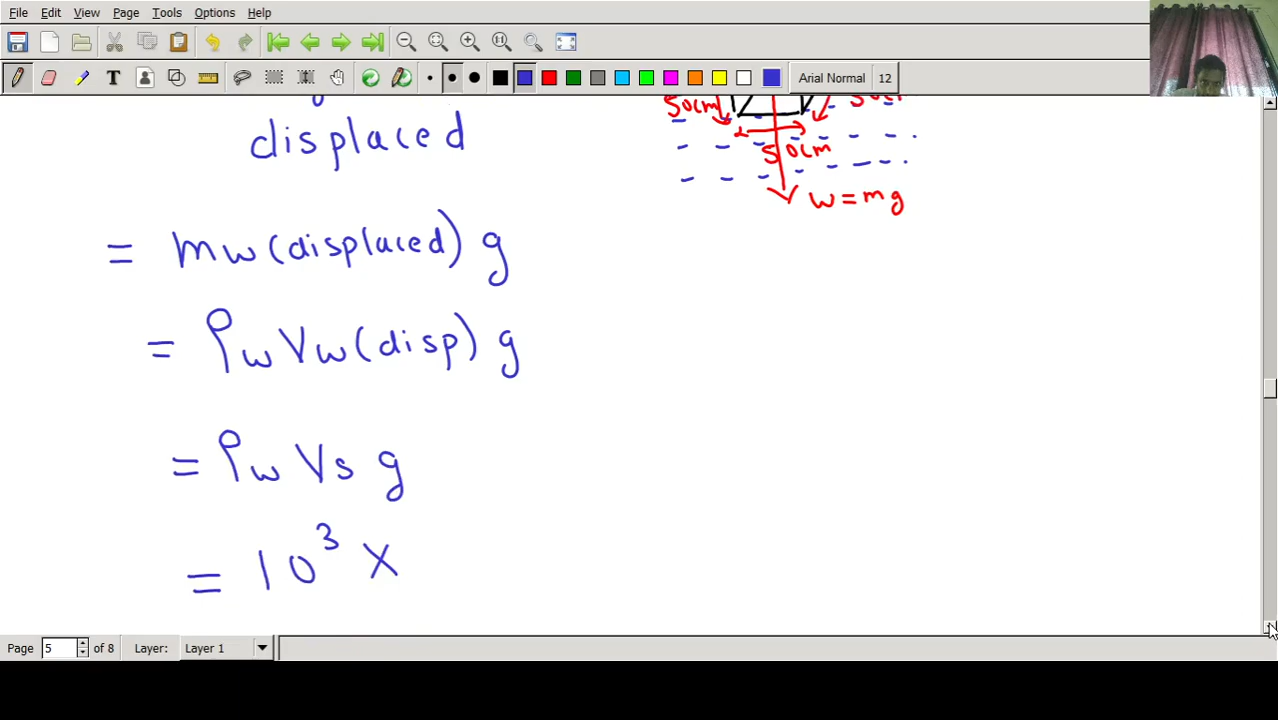 File Edit View Page Tools Options Help
Arial Normal 12
50cm
displaced
50cm
w = mg
= mw (displaced) g
= ρw Vw (disp) g
= ρw Vs g
= 10³ X
Page 5 of 8 Layer: Layer 1